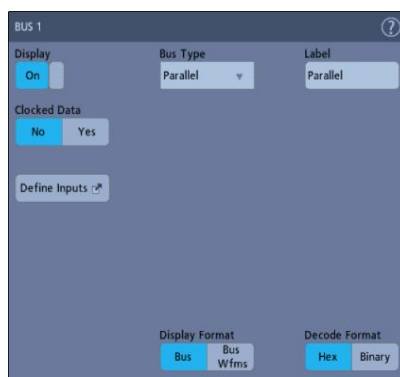 BUS 1 ?
Display Bus Type Label
On Parallel Parallel
Clocked Data
No Yes
Define Inputs
Display Format Decode Format
Bus Bus Wfms Hex Binary